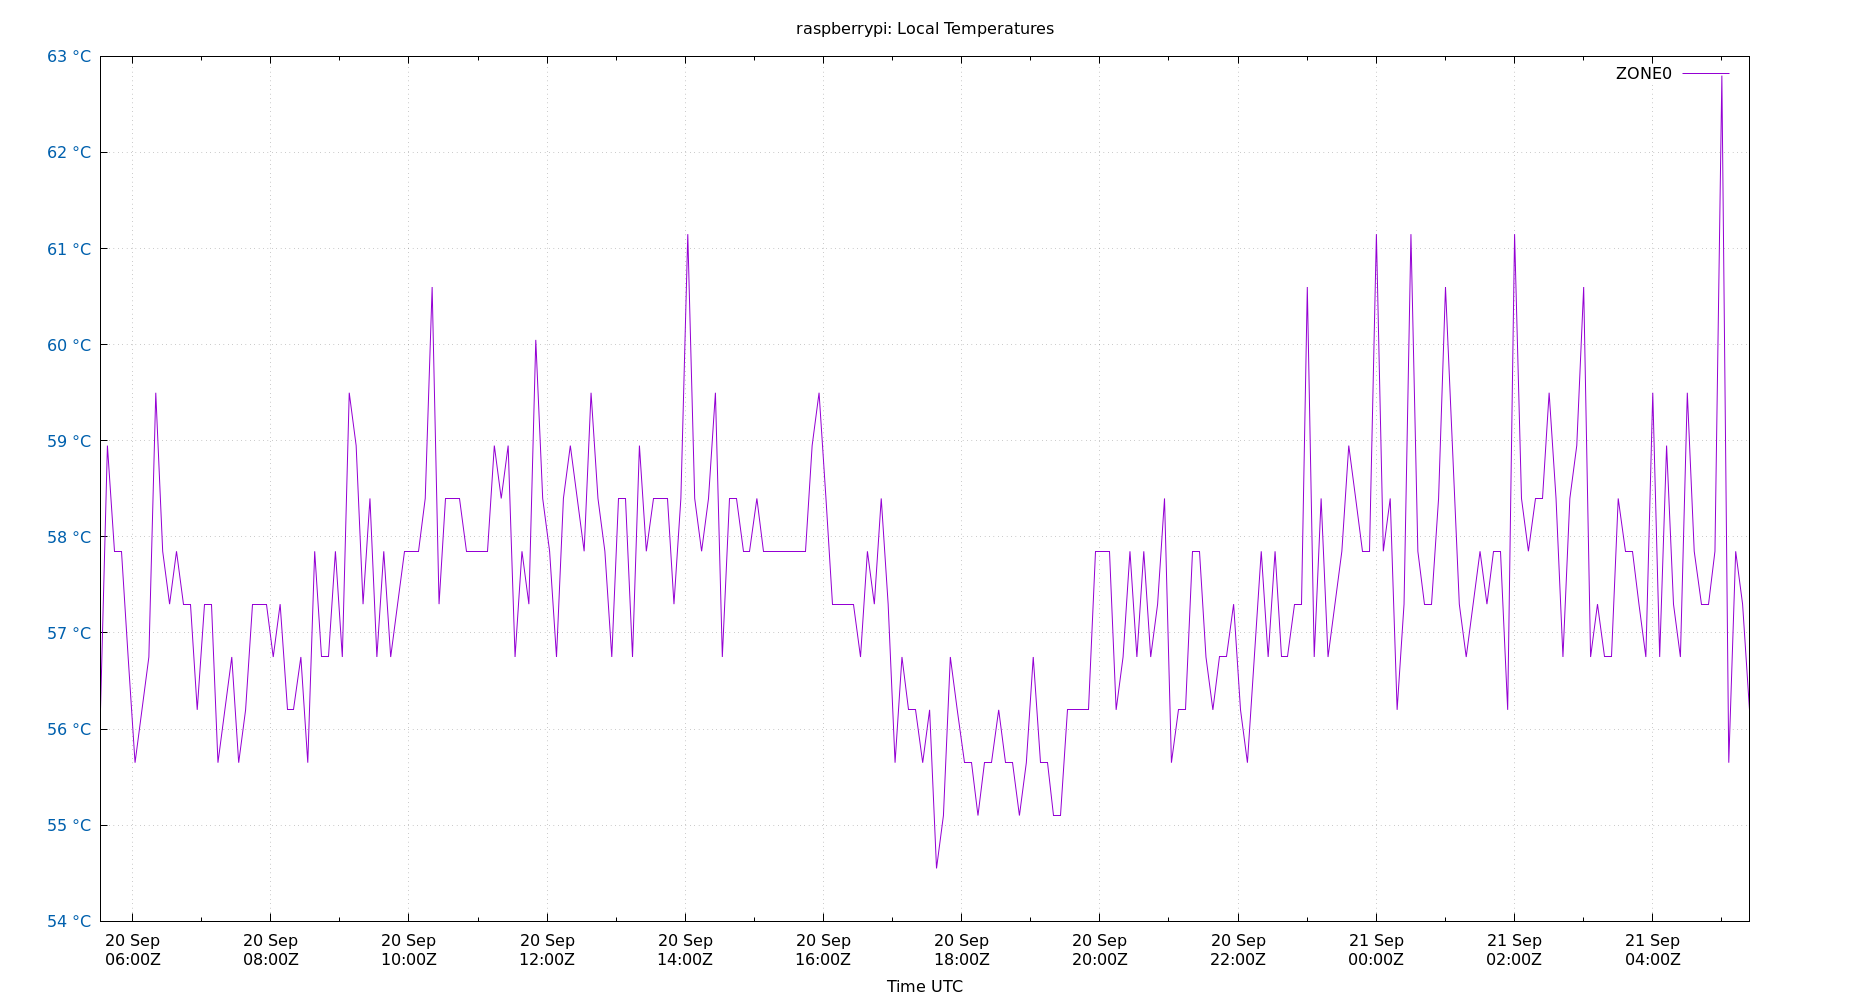 raspberrypi: Local Temperatures
63 °C
62 °C
61 °C
60 °C
59 °C
58 °C
57 °C
56 °C
55 °C
54 °C
ZONE0
20 Sep 20 Sep 20 Sep 20 Sep 20 Sep 20 Sep 20 Sep 20 Sep 20 Sep 21 Sep 21 Sep 21 Sep
06:00Z 08:00Z 10:00Z 12:00Z 14:00Z 16:00Z 18:00Z 20:00Z 22:00Z 00:00Z 02:00Z 04:00Z
Time UTC